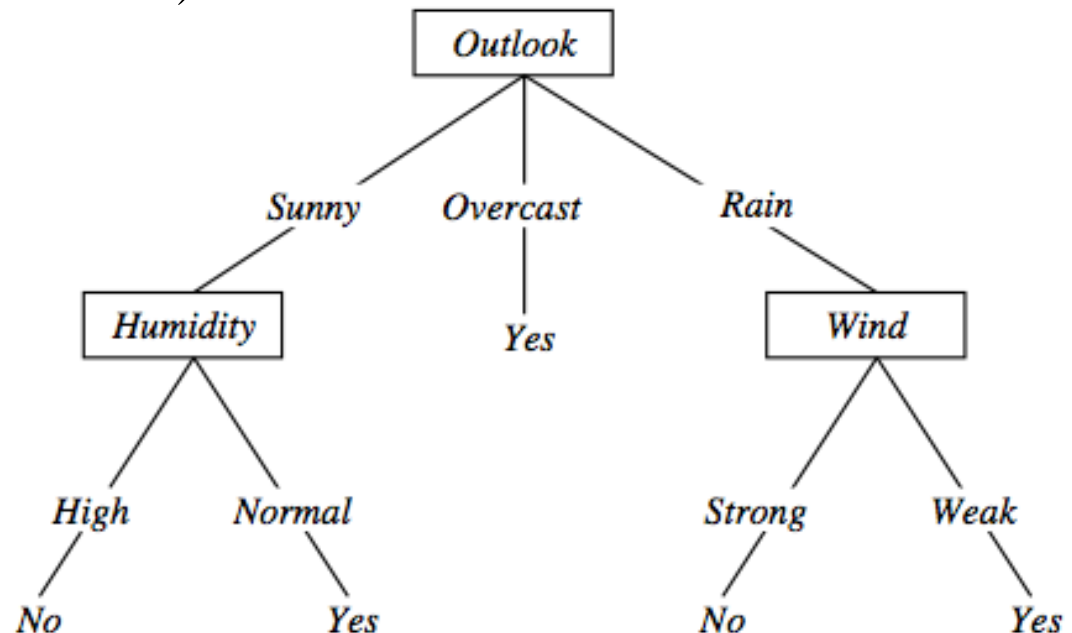 Outlook
Sunny Overcast Rain
Humidity Yes Wind
High Normal Strong Weak
No Yes No Yes